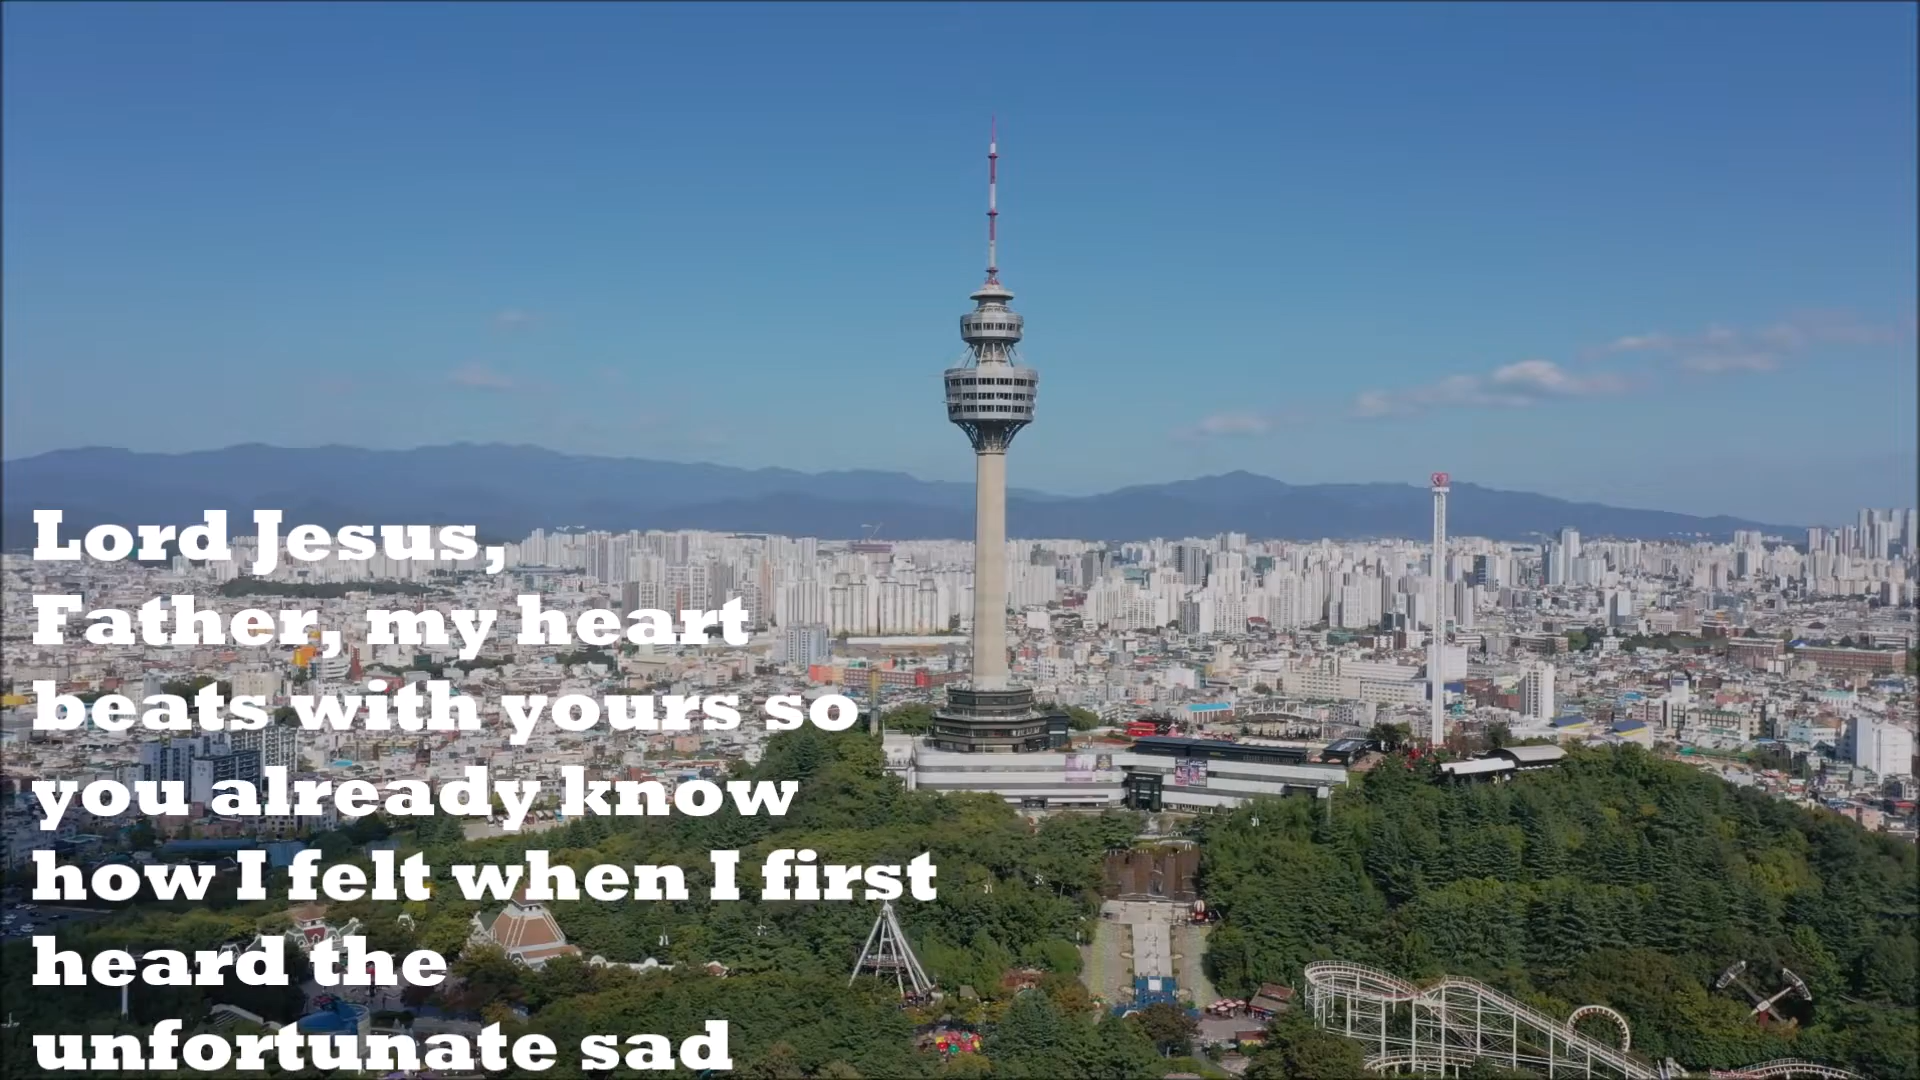 Lord Jesus,
Father, my heart
beats with yours so
you already know
how I felt when I first
heard the
unfortunate sad